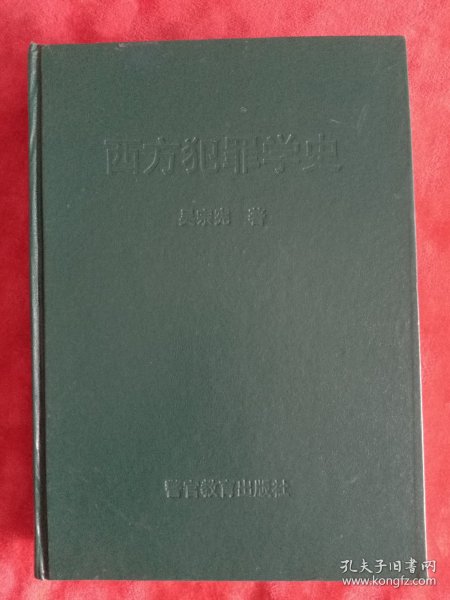 西方犯罪学史
吴宗宪 著
警官教育出版社
孔夫子旧书网
www.kongfz.com